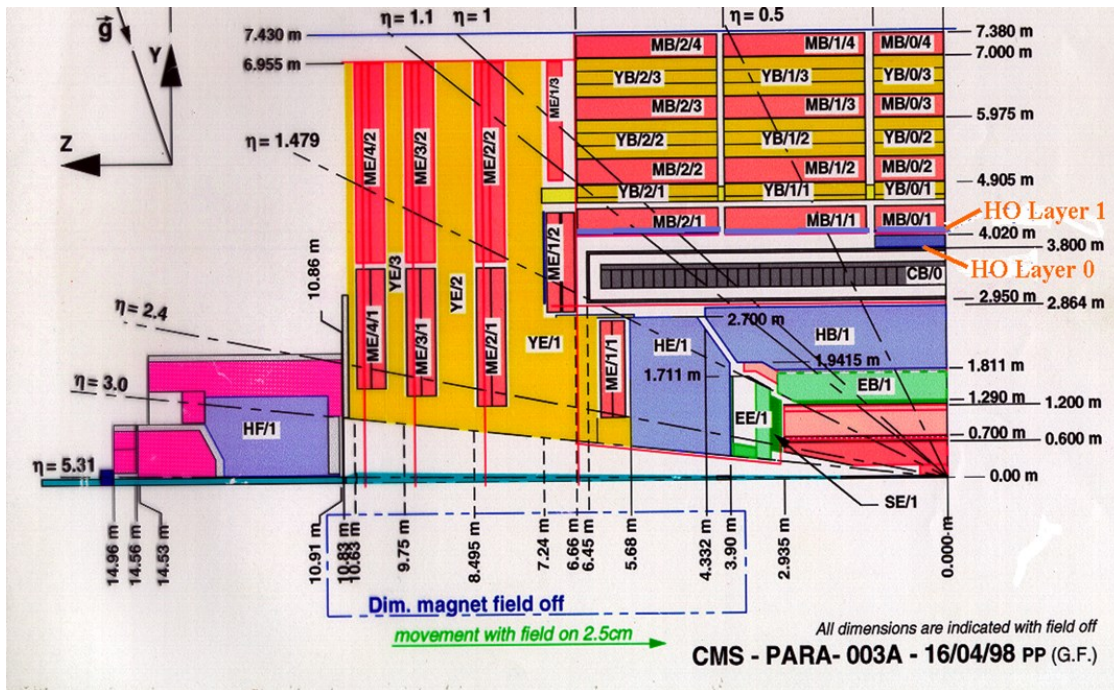 g
Y
Z
η = 1.1
η = 1
η = 0.5
7.430 m
6.955 m
η = 1.479
η = 2.4
η = 3.0
η = 5.31
10.86 m
ME/4/2
ME/3/2
ME/2/2
ME/1/3
ME/1/2
YE/3
YE/2
YE/1
ME/4/1
ME/3/1
ME/2/1
ME/1/1
MB/2/4
MB/1/4
MB/0/4
YB/2/3
YB/1/3
YB/0/3
MB/2/3
MB/1/3
MB/0/3
YB/2/2
YB/1/2
YB/0/2
MB/2/2
MB/1/2
MB/0/2
YB/2/1
YB/1/1
YB/0/1
MB/2/1
MB/1/1
MB/0/1
CB/0
HE/1
HB/1
2.700 m
1.9415 m
1.711 m
EB/1
EE/1
SE/1
HF/1
7.380 m
7.000 m
5.975 m
4.905 m
HO Layer 1
4.020 m
3.800 m
HO Layer 0
2.950 m
2.864 m
1.811 m
1.290 m
1.200 m
0.700 m
0.600 m
0.00 m
14.96 m
14.56 m
14.53 m
10.91 m
10.83 m
10.63 m
9.75 m
8.495 m
7.24 m
6.66 m
6.45 m
5.68 m
4.332 m
3.90 m
2.935 m
0.000 m
Dim. magnet field off
movement with field on 2.5cm
All dimensions are indicated with field off
CMS - PARA- 003A - 16/04/98 PP (G.F.)